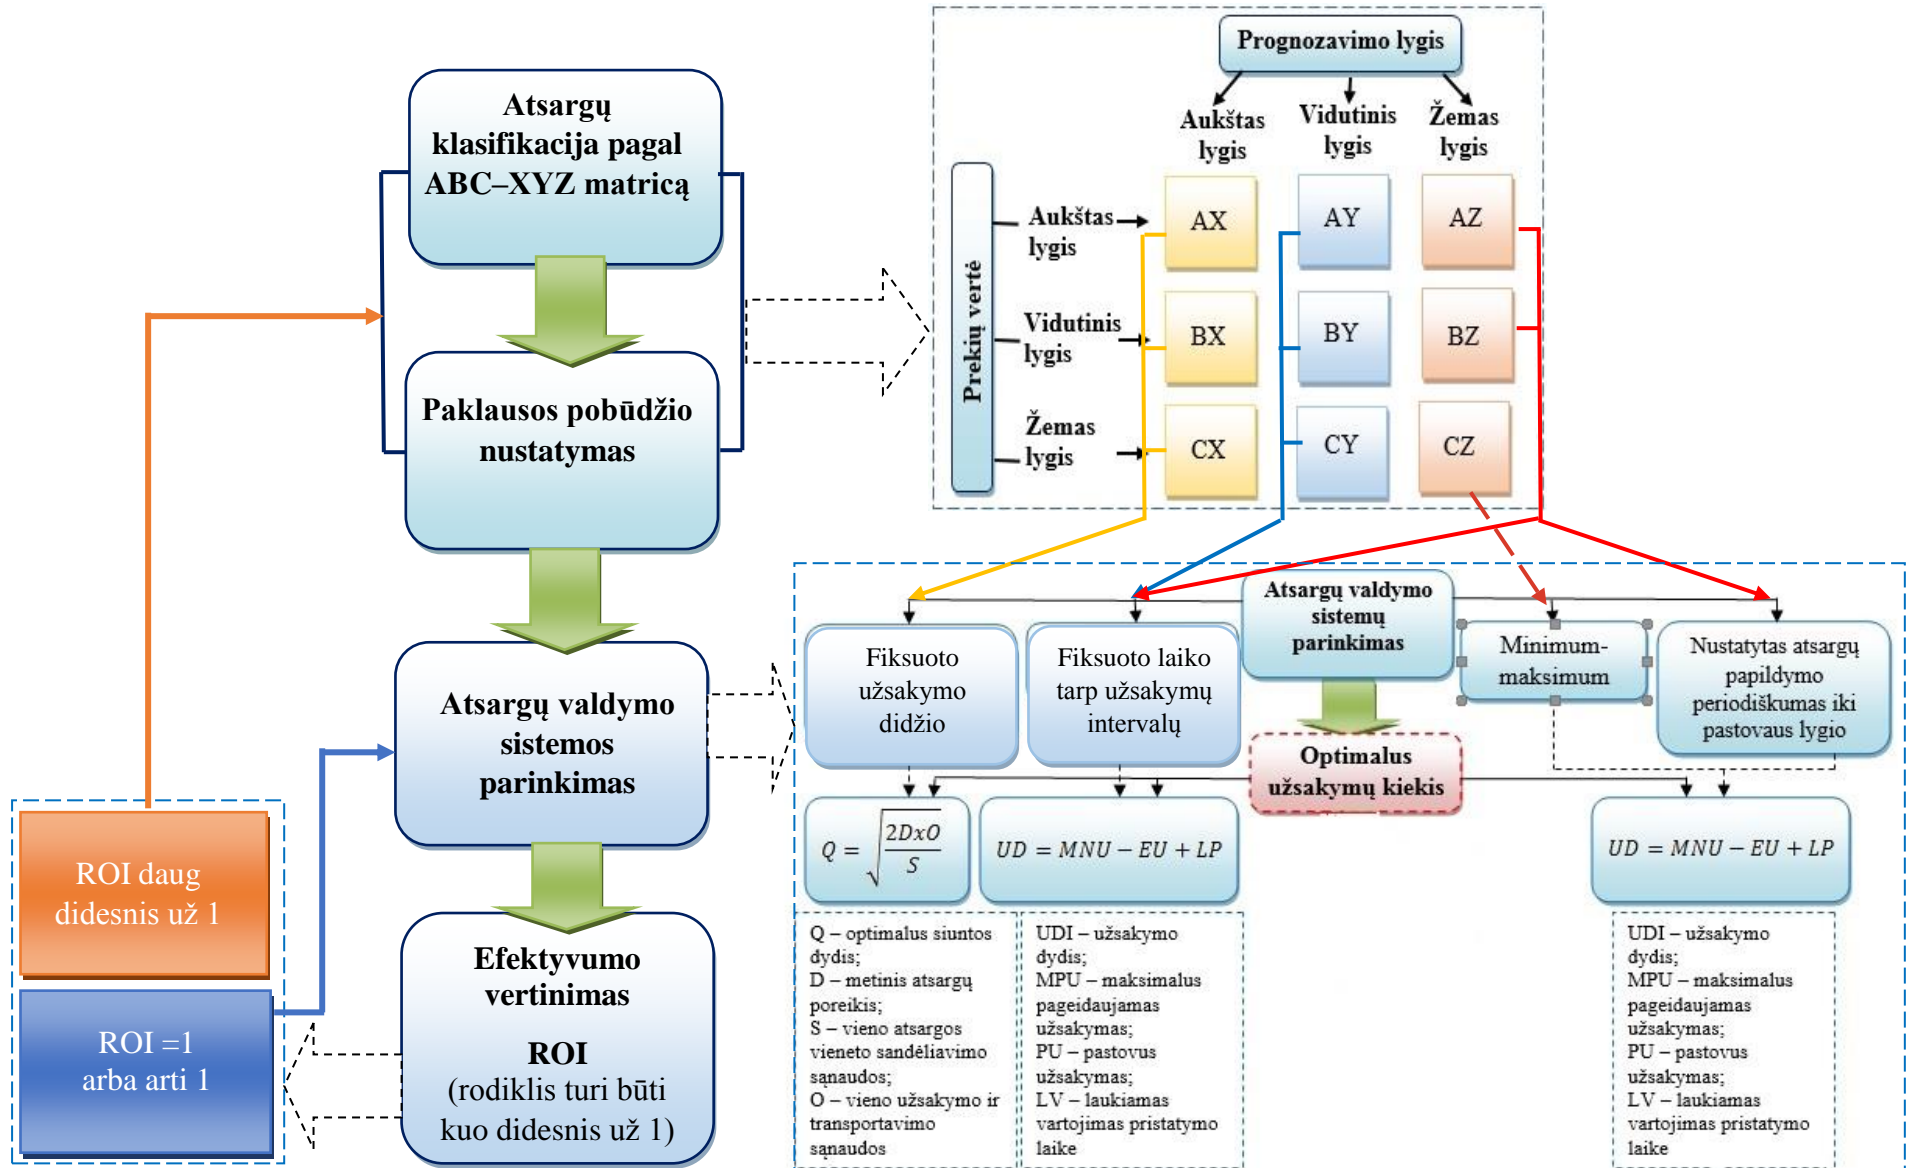 Atsargų
klasifikacija pagal
ABC–XYZ matricą
Paklausos pobūdžio
nustatymas
Atsargų valdymo
sistemos
parinkimas
Efektyvumo
vertinimas
ROI
(rodiklis turi būti
kuo didesnis už 1)
ROI daug
didesnis už 1
ROI =1
arba arti 1
Prognozavimo lygis
Aukštas
lygis
Vidutinis
lygis
Žemas
lygis
Prekių vertė
Aukštas
lygis
AX
AY
AZ
Vidutinis
lygis
BX
BY
BZ
Žemas
lygis
CX
CY
CZ
Atsargų valdymo
sistemų
parinkimas
Fiksuoto
užsakymo
didžio
Fiksuoto laiko
tarp užsakymų
intervalų
Minimum-
maksimum
Nustatytas atsargų
papildymo
periodiškumas iki
pastovaus lygio
Optimalus
užsakymų kiekis
Q = √(2DxO / S)
UD = MNU − EU + LP
UD = MNU − EU + LP
Q – optimalus siuntos
dydis;
D – metinis atsargų
poreikis;
S – vieno atsargos
vieneto sandėliavimo
sąnaudos;
O – vieno užsakymo ir
transportavimo
sąnaudos
UDI – užsakymo
dydis;
MPU – maksimalus
pageidaujamas
užsakymas;
PU – pastovus
užsakymas;
LV – laukiamas
vartojimas pristatymo
laike
UDI – užsakymo
dydis;
MPU – maksimalus
pageidaujamas
užsakymas;
PU – pastovus
užsakymas;
LV – laukiamas
vartojimas pristatymo
laike